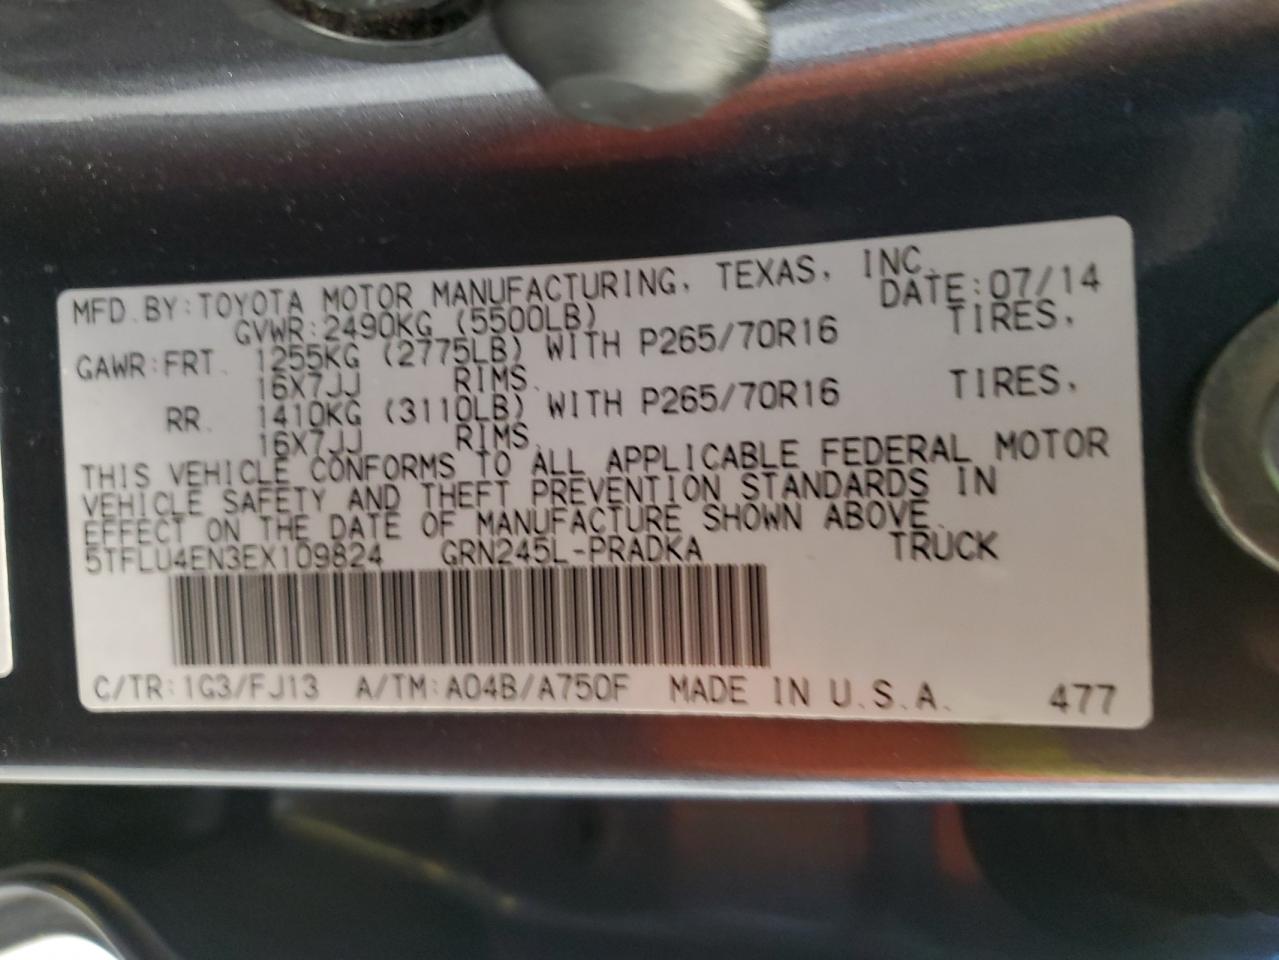 MFD.BY:TOYOTA MOTOR MANUFACTURING, TEXAS, INC.
GVWR:2490KG (5500LB) DATE:07/14
GAWR:FRT. 1255KG (2775LB) WITH P265/70R16 TIRES,
16X7JJ RIMS.
RR. 1410KG (3110LB) WITH P265/70R16 TIRES,
16X7JJ RIMS.
THIS VEHICLE CONFORMS TO ALL APPLICABLE FEDERAL MOTOR
VEHICLE SAFETY AND THEFT PREVENTION STANDARDS IN
EFFECT ON THE DATE OF MANUFACTURE SHOWN ABOVE.
5TFLU4EN3EX109824 GRN245L-PRADKA TRUCK
C/TR:1G3/FJ13 A/TM:A04B/A750F MADE IN U.S.A. 477